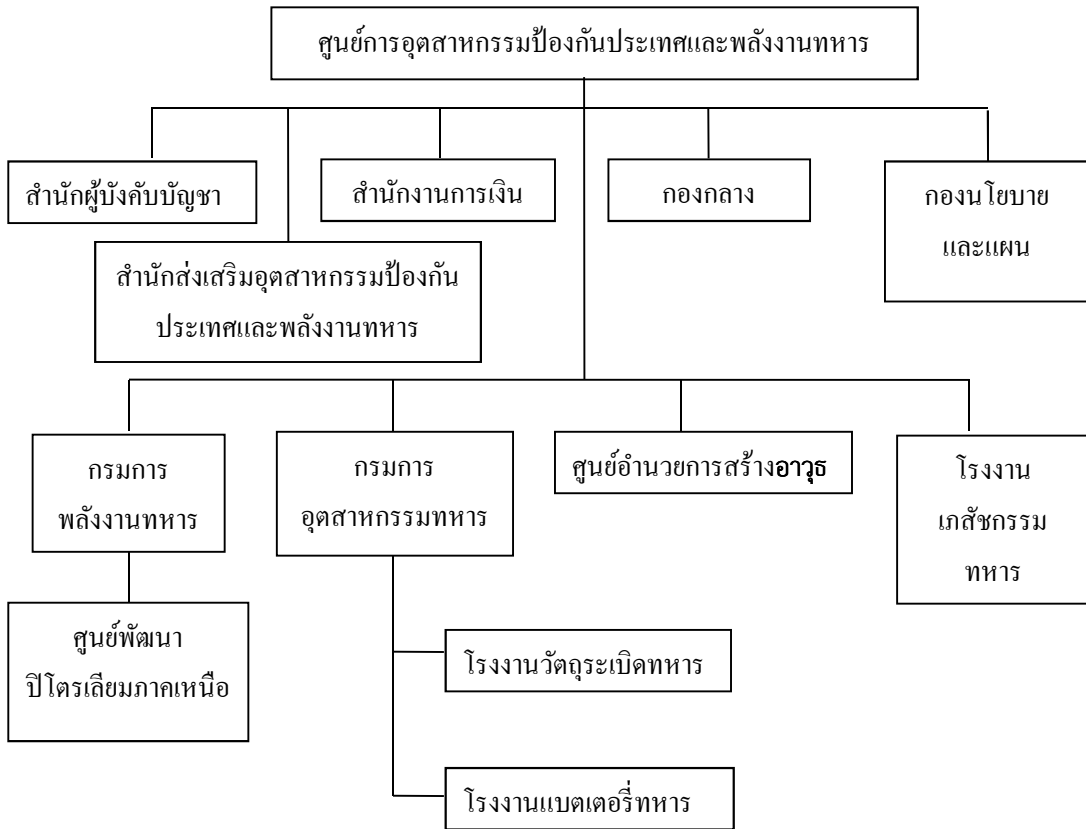 ศูนย์การอุตสาหกรรมป้องกันประเทศและพลังงานทหาร
สำนักผู้บังคับบัญชา
สำนักงานการเงิน
กองกลาง
กองนโยบาย
และแผน
สำนักส่งเสริมอุตสาหกรรมป้องกัน
ประเทศและพลังงานทหาร
กรมการ
พลังงานทหาร
กรมการ
อุตสาหกรรมทหาร
ศูนย์อำนวยการสร้างอาวุธ
โรงงาน
เภสัชกรรม
ทหาร
ศูนย์พัฒนา
ปิโตรเลียมภาคเหนือ
โรงงานวัตถุระเบิดทหาร
โรงงานแบตเตอรี่ทหาร